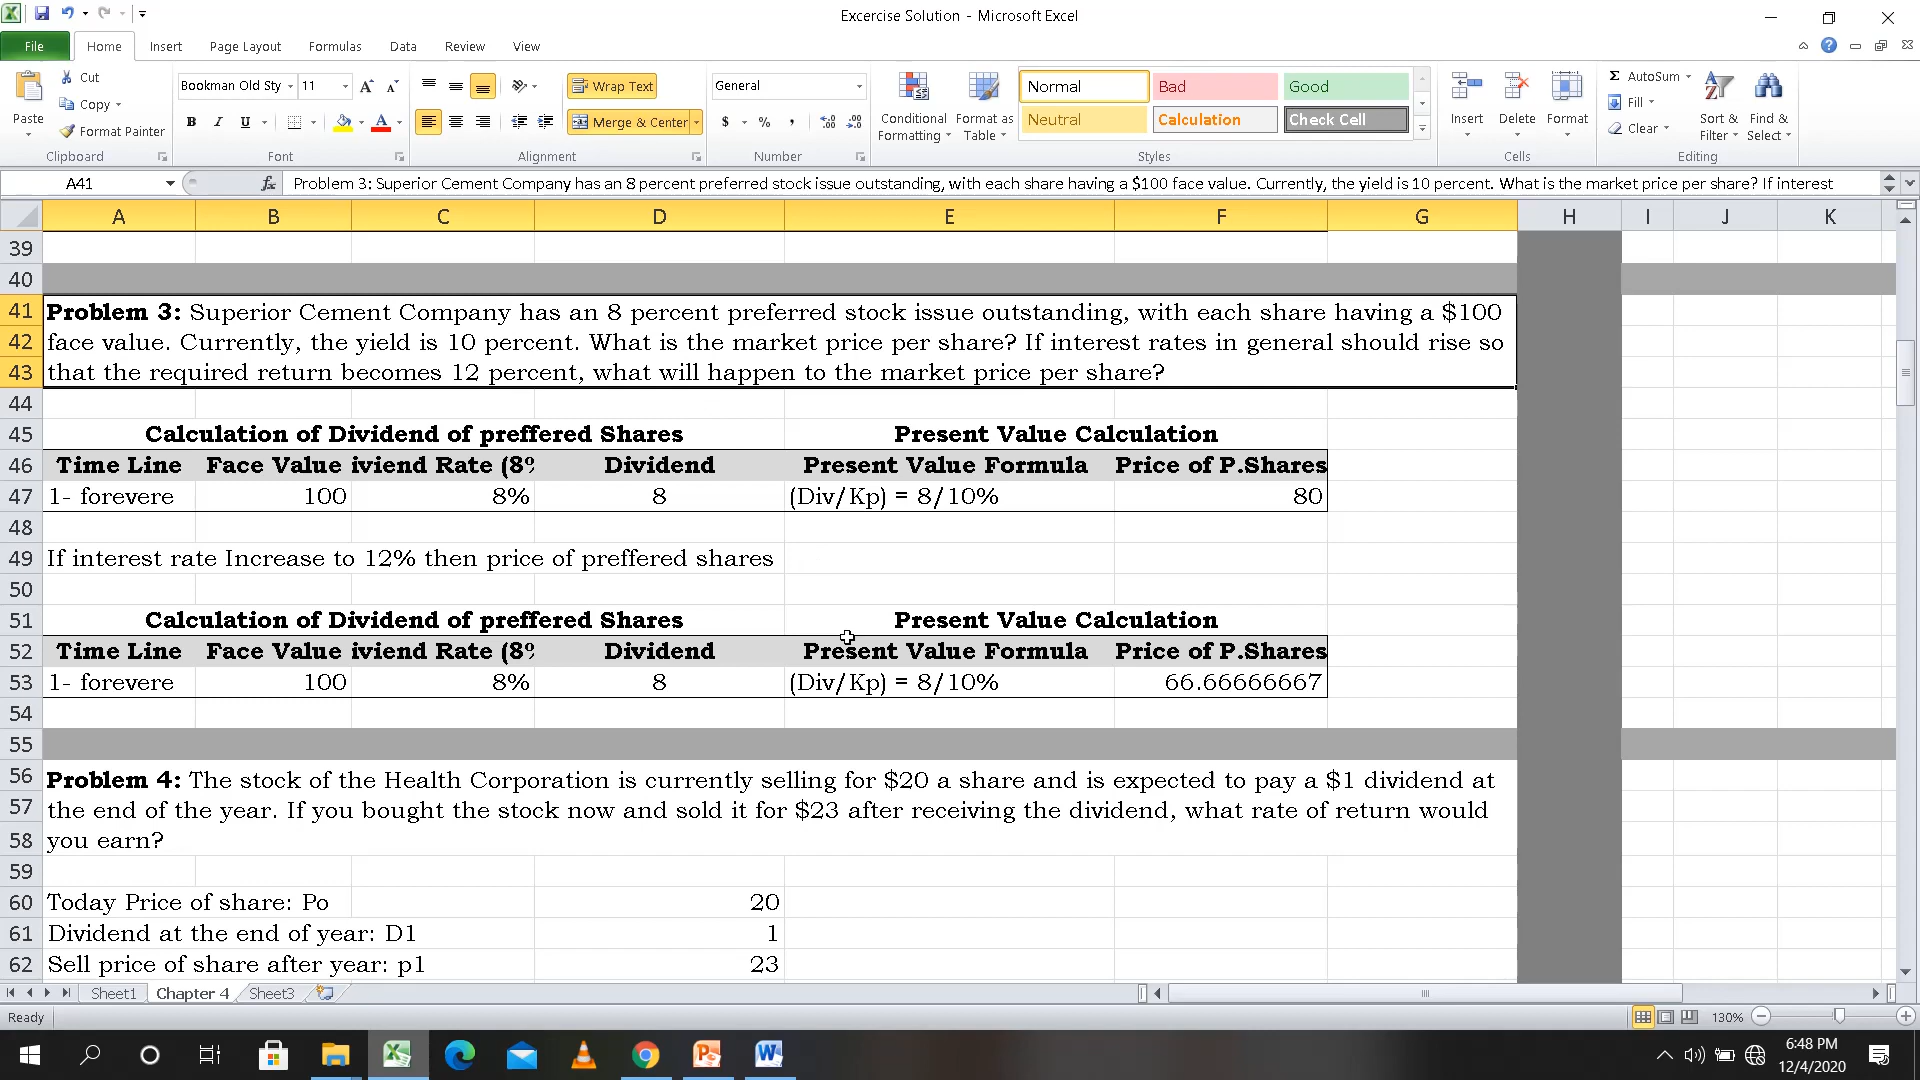 Excercise Solution - Microsoft Excel
File Home Insert Page Layout Formulas Data Review View
Paste
Cut
Copy
Format Painter
Clipboard
Bookman Old Sty 11
B I U
Font
Wrap Text
Merge & Center
Alignment
General
$ % ,
Number
Conditional Formatting
Format as Table
Normal Bad Good
Neutral Calculation Check Cell
Styles
Insert Delete Format
Cells
Σ AutoSum
Fill
Clear
Sort & Filter
Find & Select
Editing
A41 fx Problem 3: Superior Cement Company has an 8 percent preferred stock issue outstanding, with each share having a $100 face value. Currently, the yield is 10 percent. What is the market price per share? If interest
A B C D E F G H I J K
39
40
41 Problem 3: Superior Cement Company has an 8 percent preferred stock issue outstanding, with each share having a $100
42 face value. Currently, the yield is 10 percent. What is the market price per share? If interest rates in general should rise so
43 that the required return becomes 12 percent, what will happen to the market price per share?
44
45 Calculation of Dividend of preffered Shares Present Value Calculation
46 Time Line Face Value iviend Rate (8% Dividend Present Value Formula Price of P.Shares
47 1- forevere 100 8% 8 (Div/Kp) = 8/10% 80
48
49 If interest rate Increase to 12% then price of preffered shares
50
51 Calculation of Dividend of preffered Shares Present Value Calculation
52 Time Line Face Value iviend Rate (8% Dividend Present Value Formula Price of P.Shares
53 1- forevere 100 8% 8 (Div/Kp) = 8/10% 66.66666667
54
55
56 Problem 4: The stock of the Health Corporation is currently selling for $20 a share and is expected to pay a $1 dividend at
57 the end of the year. If you bought the stock now and sold it for $23 after receiving the dividend, what rate of return would
58 you earn?
59
60 Today Price of share: Po 20
61 Dividend at the end of year: D1 1
62 Sell price of share after year: p1 23
Sheet1 Chapter 4 Sheet3
Ready 130%
6:48 PM
12/4/2020